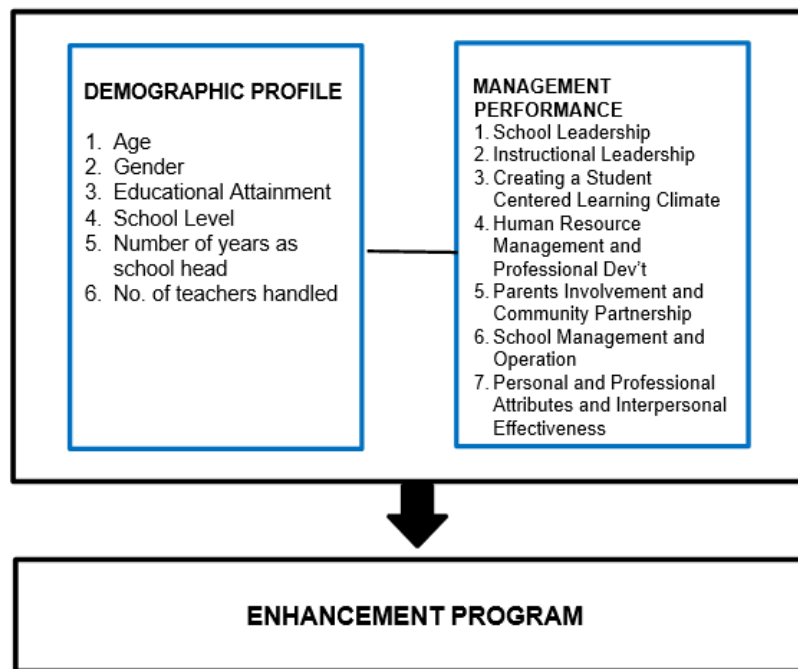 DEMOGRAPHIC PROFILE
1. Age
2. Gender
3. Educational Attainment
4. School Level
5. Number of years as
school head
6. No. of teachers handled
MANAGEMENT
PERFORMANCE
1. School Leadership
2. Instructional Leadership
3. Creating a Student
Centered Learning Climate
4. Human Resource
Management and
Professional Dev't
5. Parents Involvement and
Community Partnership
6. School Management and
Operation
7. Personal and Professional
Attributes and Interpersonal
Effectiveness
ENHANCEMENT PROGRAM